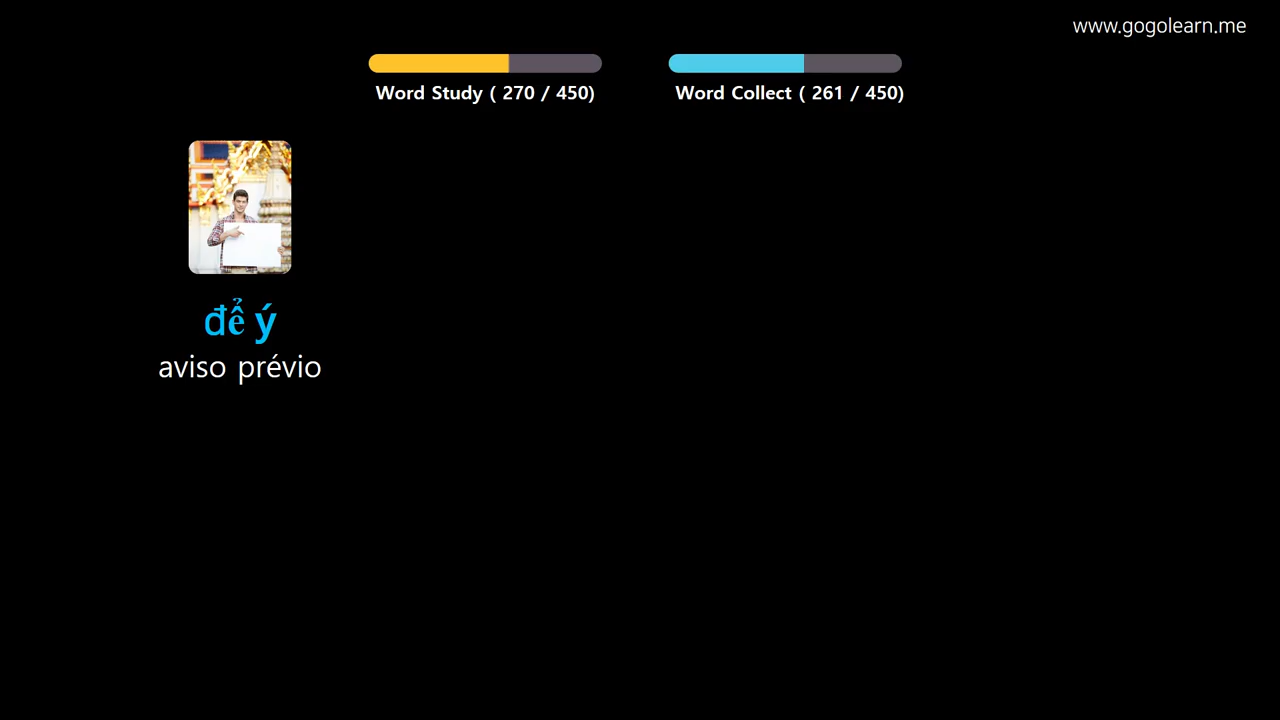 www.gogolearn.me
Word Study ( 270 / 450)
Word Collect ( 261 / 450)
để ý
aviso prévio